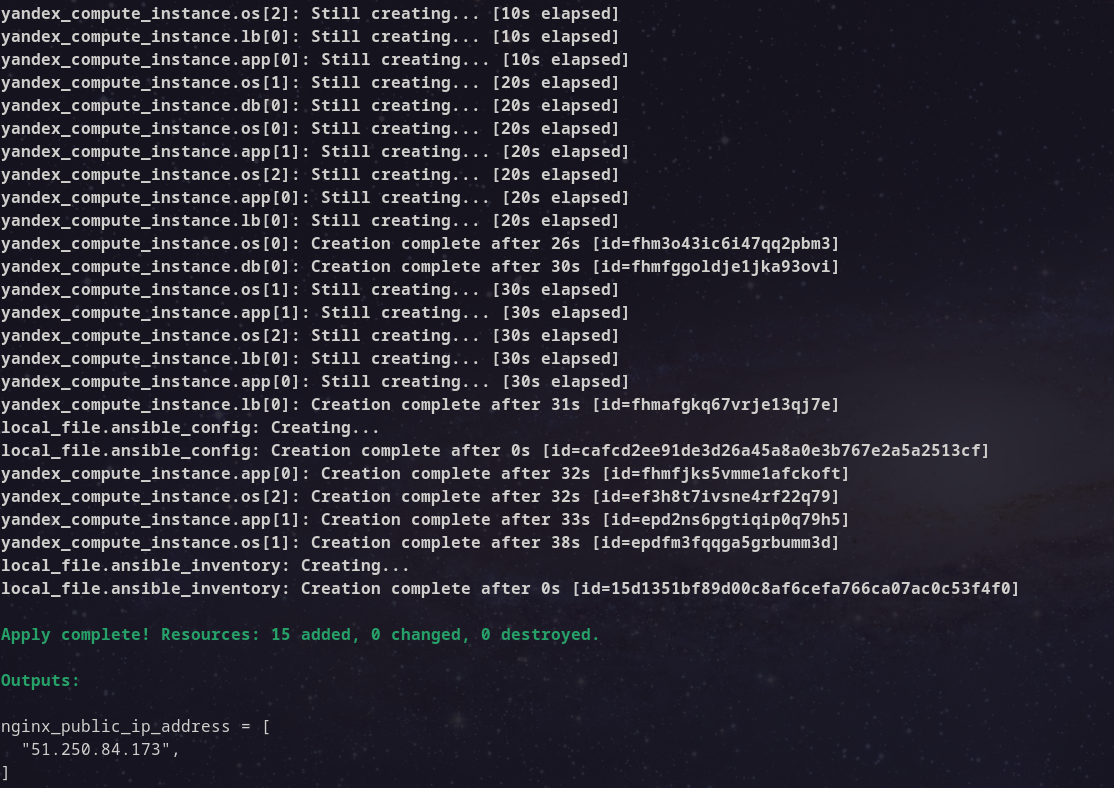 yandex_compute_instance.os[2]: Still creating... [10s elapsed]
yandex_compute_instance.lb[0]: Still creating... [10s elapsed]
yandex_compute_instance.app[0]: Still creating... [10s elapsed]
yandex_compute_instance.os[1]: Still creating... [20s elapsed]
yandex_compute_instance.db[0]: Still creating... [20s elapsed]
yandex_compute_instance.os[0]: Still creating... [20s elapsed]
yandex_compute_instance.app[1]: Still creating... [20s elapsed]
yandex_compute_instance.os[2]: Still creating... [20s elapsed]
yandex_compute_instance.app[0]: Still creating... [20s elapsed]
yandex_compute_instance.lb[0]: Still creating... [20s elapsed]
yandex_compute_instance.os[0]: Creation complete after 26s [id=fhm3o43ic6i47qq2pbm3]
yandex_compute_instance.db[0]: Creation complete after 30s [id=fhmfggoldje1jka93ovi]
yandex_compute_instance.os[1]: Still creating... [30s elapsed]
yandex_compute_instance.app[1]: Still creating... [30s elapsed]
yandex_compute_instance.os[2]: Still creating... [30s elapsed]
yandex_compute_instance.lb[0]: Still creating... [30s elapsed]
yandex_compute_instance.app[0]: Still creating... [30s elapsed]
yandex_compute_instance.lb[0]: Creation complete after 31s [id=fhmafgkq67vrje13qj7e]
local_file.ansible_config: Creating...
local_file.ansible_config: Creation complete after 0s [id=cafcd2ee91de3d26a45a8a0e3b767e2a5a2513cf]
yandex_compute_instance.app[0]: Creation complete after 32s [id=fhmfjks5vmme1afckoft]
yandex_compute_instance.os[2]: Creation complete after 32s [id=ef3h8t7ivsne4rf22q79]
yandex_compute_instance.app[1]: Creation complete after 33s [id=epd2ns6pgtiqip0q79h5]
yandex_compute_instance.os[1]: Creation complete after 38s [id=epdfm3fqqga5grbumm3d]
local_file.ansible_inventory: Creating...
local_file.ansible_inventory: Creation complete after 0s [id=15d1351bf89d00c8af6cefa766ca07ac0c53f4f0]
Apply complete! Resources: 15 added, 0 changed, 0 destroyed.
Outputs:
nginx_public_ip_address = [
  "51.250.84.173",
]